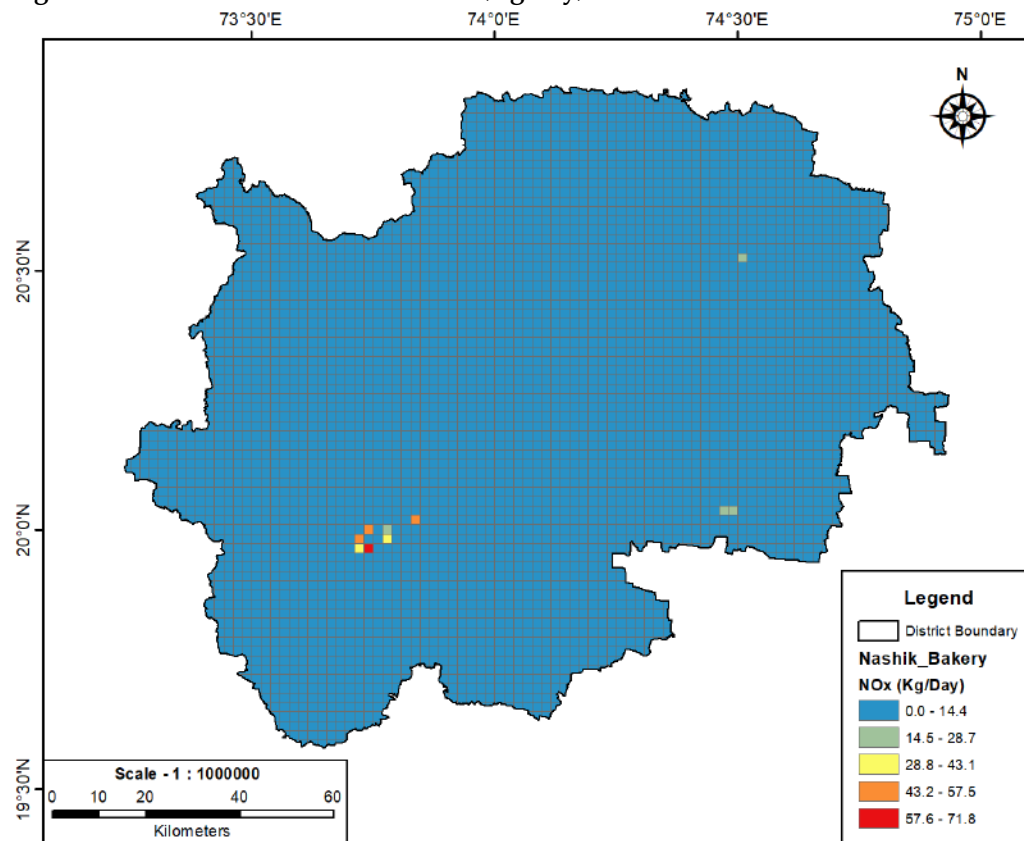 73°30'E 74°0'E 74°30'E 75°0'E
N
20°30'N
20°0'N
19°30'N
Legend
District Boundary
Nashik_Bakery
NOx (Kg/Day)
0.0 - 14.4
14.5 - 28.7
28.8 - 43.1
43.2 - 57.5
57.6 - 71.8
Scale - 1 : 1000000
0 10 20 40 60
Kilometers